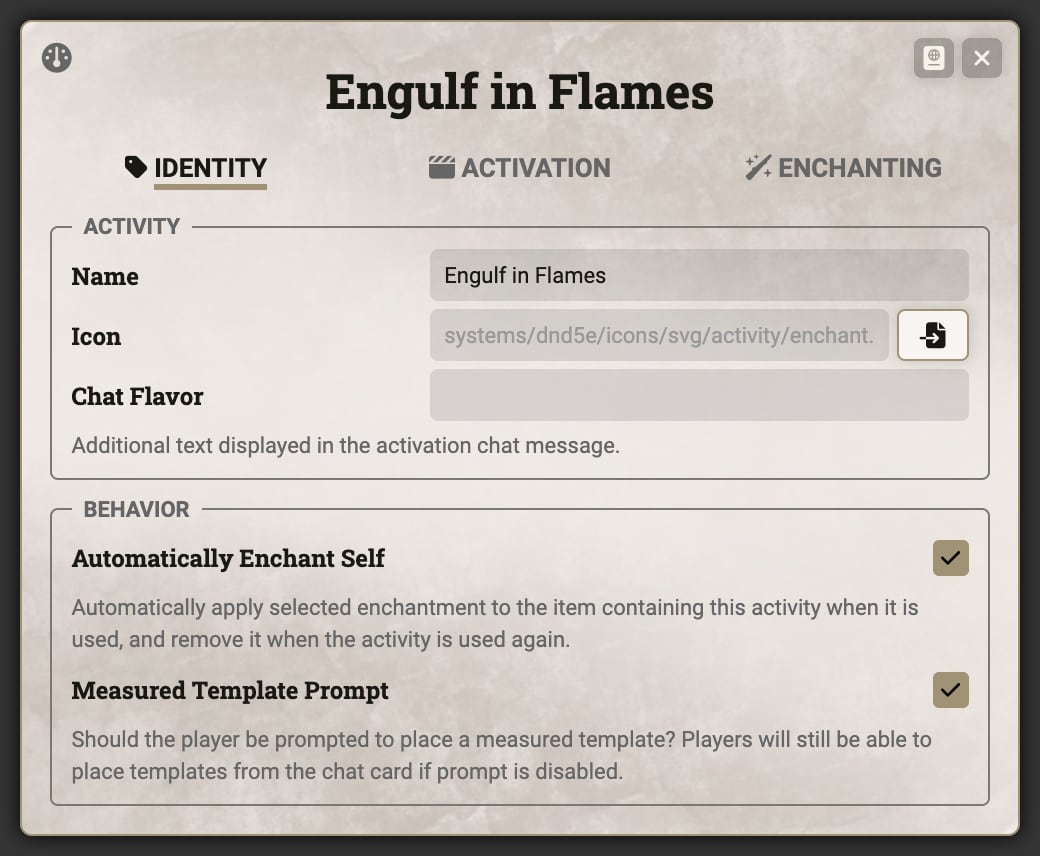 Engulf in Flames
IDENTITY
ACTIVATION
ENCHANTING
ACTIVITY
Name
Engulf in Flames
Icon
systems/dnd5e/icons/svg/activity/enchant.
Chat Flavor
Additional text displayed in the activation chat message.
BEHAVIOR
Automatically Enchant Self
Automatically apply selected enchantment to the item containing this activity when it is
used, and remove it when the activity is used again.
Measured Template Prompt
Should the player be prompted to place a measured template? Players will still be able to
place templates from the chat card if prompt is disabled.